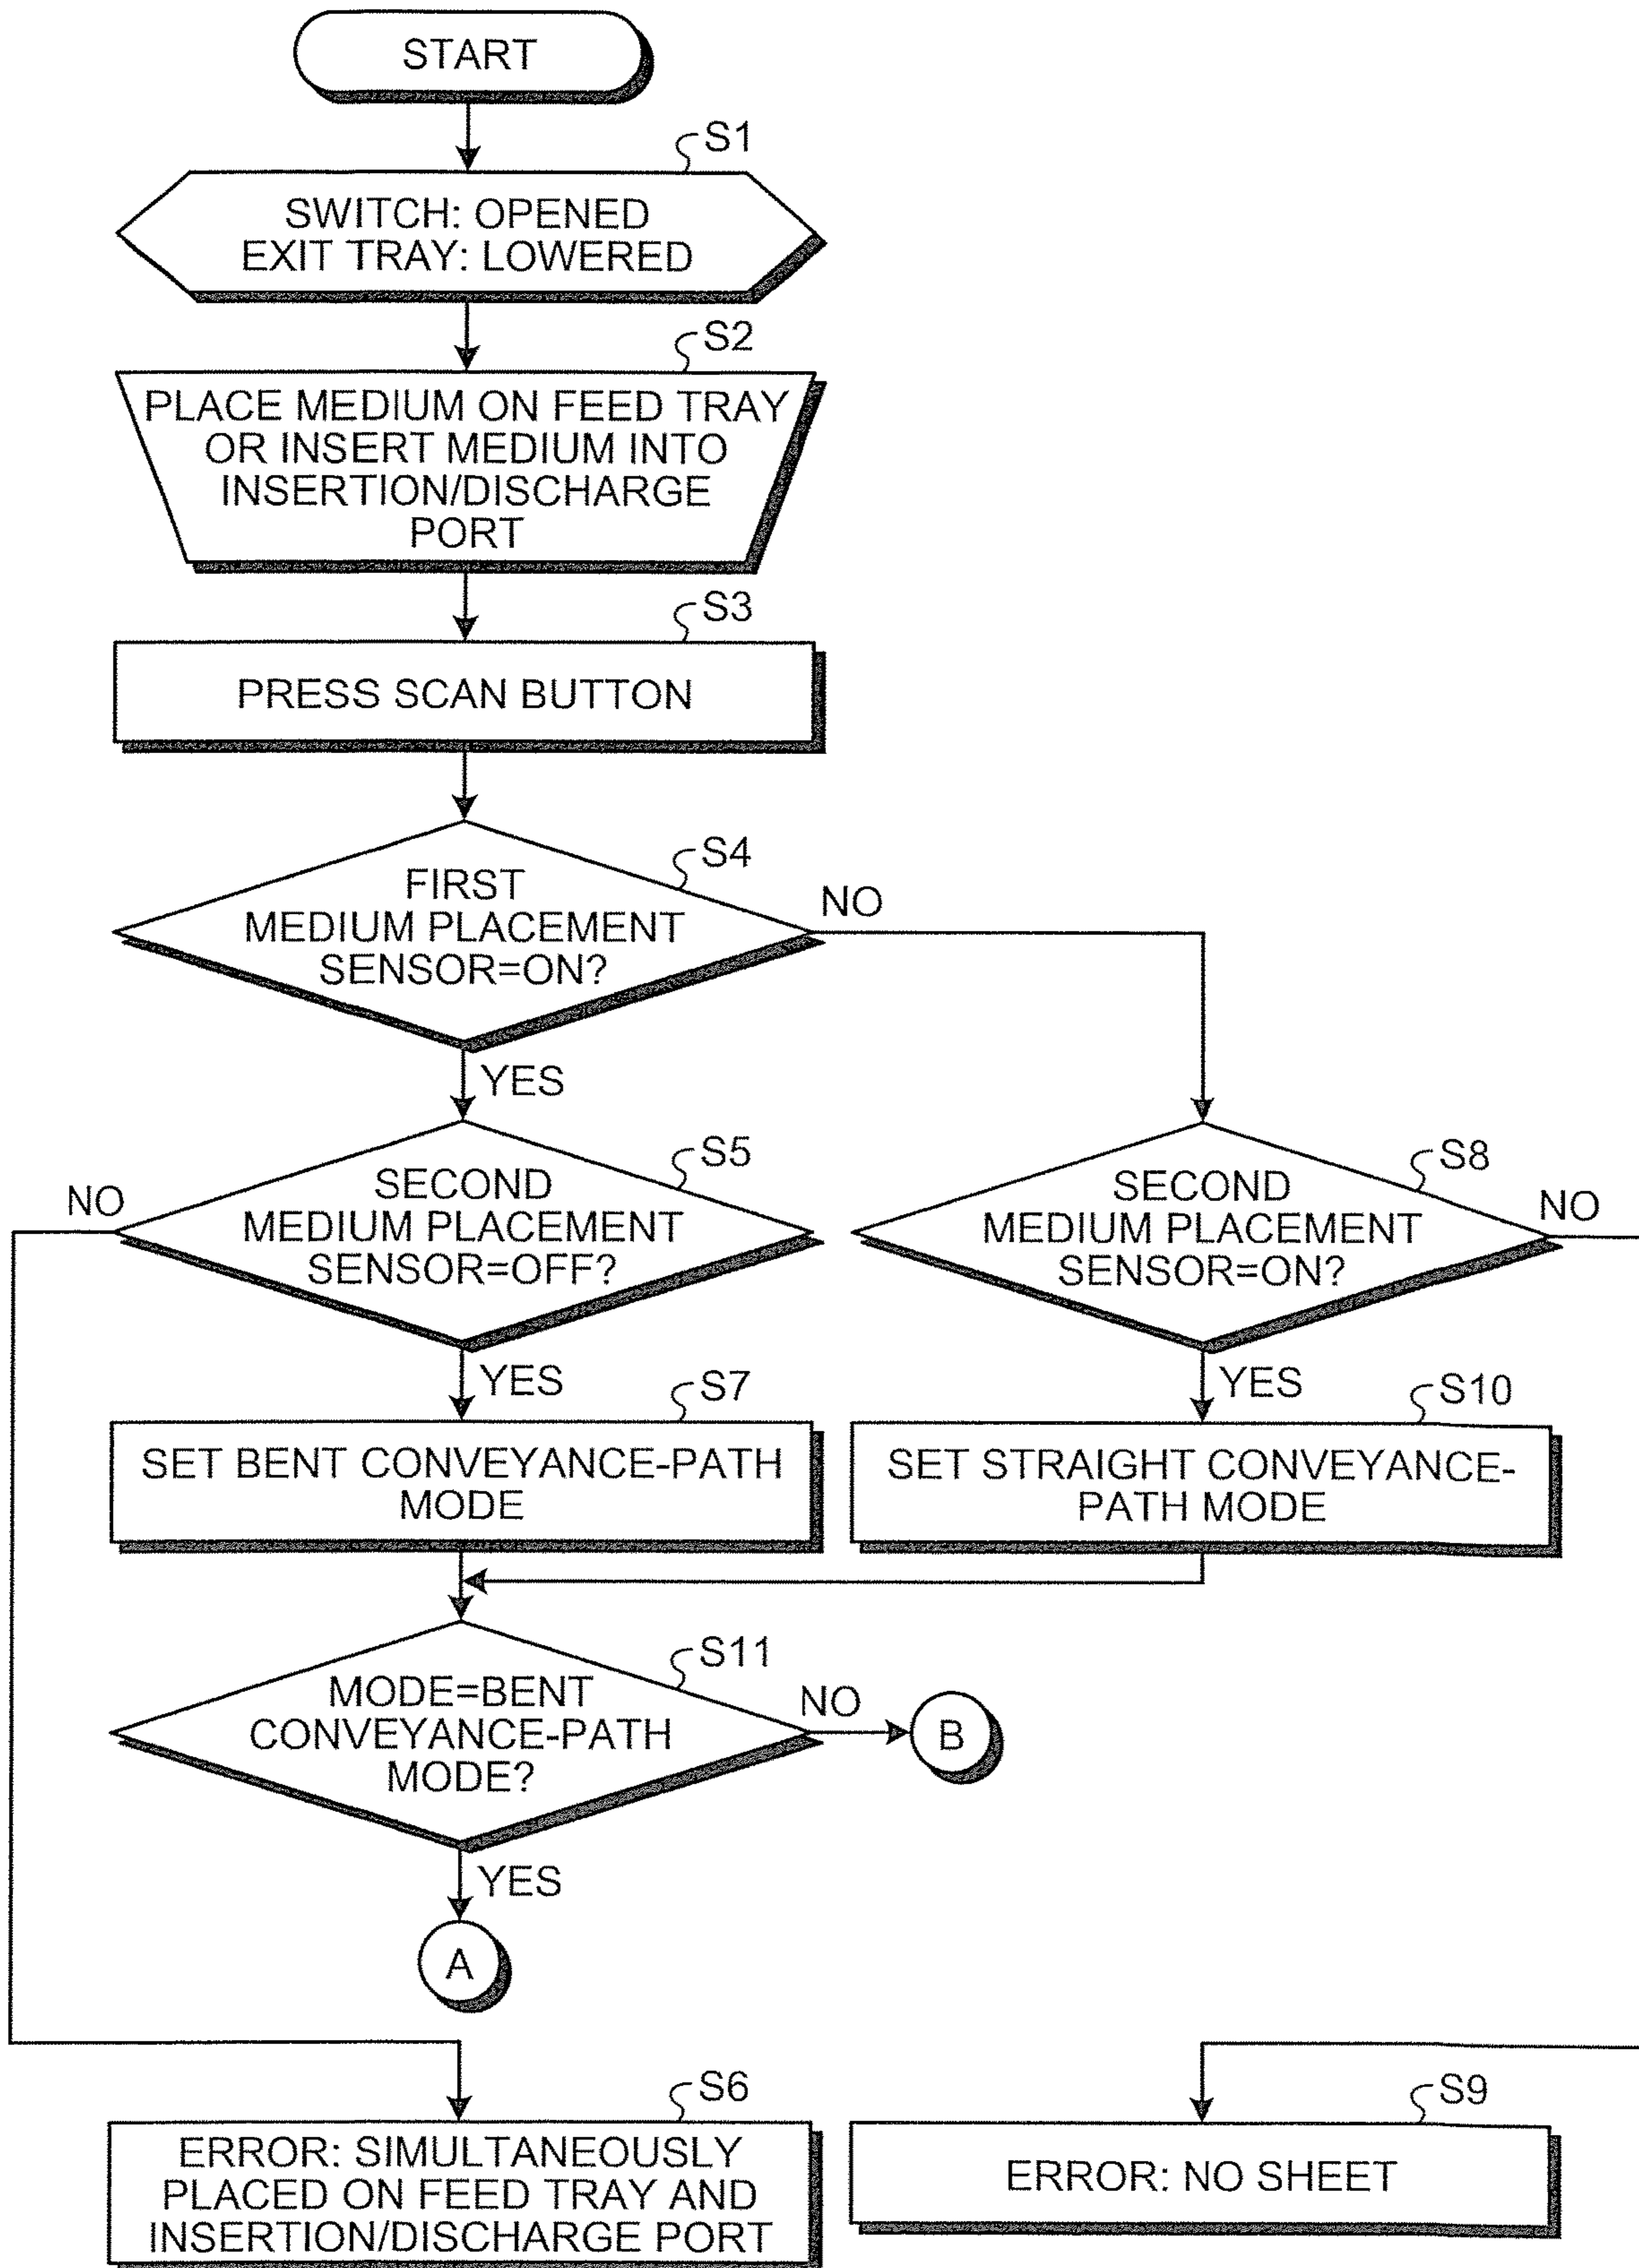 START
S1
SWITCH: OPENED
EXIT TRAY: LOWERED
S2
PLACE MEDIUM ON FEED TRAY
OR INSERT MEDIUM INTO
INSERTION/DISCHARGE
PORT
S3
PRESS SCAN BUTTON
S4
FIRST
MEDIUM PLACEMENT
SENSOR=ON?
NO
YES
S5
SECOND
MEDIUM PLACEMENT
SENSOR=OFF?
NO
YES
S8
SECOND
MEDIUM PLACEMENT
SENSOR=ON?
NO
YES
S7
SET BENT CONVEYANCE-PATH
MODE
S10
SET STRAIGHT CONVEYANCE-
PATH MODE
S11
MODE=BENT
CONVEYANCE-PATH
MODE?
NO
B
YES
A
S6
ERROR: SIMULTANEOUSLY
PLACED ON FEED TRAY AND
INSERTION/DISCHARGE PORT
S9
ERROR: NO SHEET